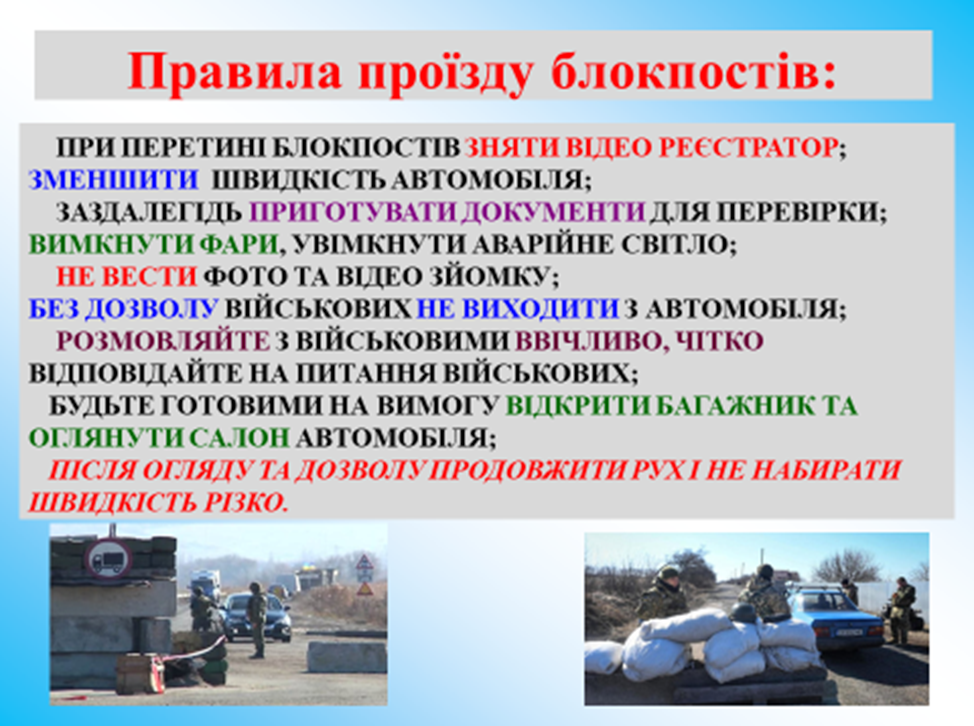 Правила проїзду блокпостів:
ПРИ ПЕРЕТИНІ БЛОКПОСТІВ ЗНЯТИ ВІДЕО РЕЄСТРАТОР;
ЗМЕНШИТИ ШВИДКІСТЬ АВТОМОБІЛЯ;
ЗАЗДАЛЕГІДЬ ПРИГОТУВАТИ ДОКУМЕНТИ ДЛЯ ПЕРЕВІРКИ;
ВИМКНУТИ ФАРИ, УВІМКНУТИ АВАРІЙНЕ СВІТЛО;
НЕ ВЕСТИ ФОТО ТА ВІДЕО ЗЙОМКУ;
БЕЗ ДОЗВОЛУ ВІЙСЬКОВИХ НЕ ВИХОДИТИ З АВТОМОБІЛЯ;
РОЗМОВЛЯЙТЕ З ВІЙСЬКОВИМИ ВВІЧЛИВО, ЧІТКО
ВІДПОВІДАЙТЕ НА ПИТАННЯ ВІЙСЬКОВИХ;
БУДЬТЕ ГОТОВИМИ НА ВИМОГУ ВІДКРИТИ БАГАЖНИК ТА
ОГЛЯНУТИ САЛОН АВТОМОБІЛЯ;
ПІСЛЯ ОГЛЯДУ ТА ДОЗВОЛУ ПРОДОВЖИТИ РУХ І НЕ НАБИРАТИ
ШВИДКІСТЬ РІЗКО.